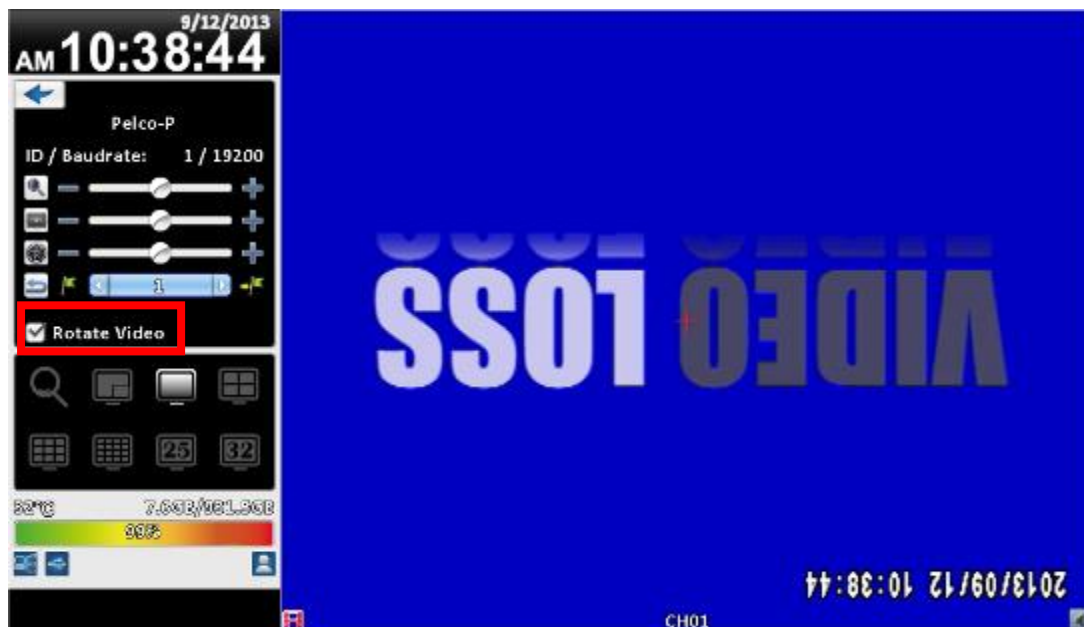 9/12/2013
AM 10:38:44
Pelco-P
ID / Baudrate: 1 / 19200
1
Rotate Video
25 32
99%
VIDEO LOSS
2013/09/12 10:38:44
CH01